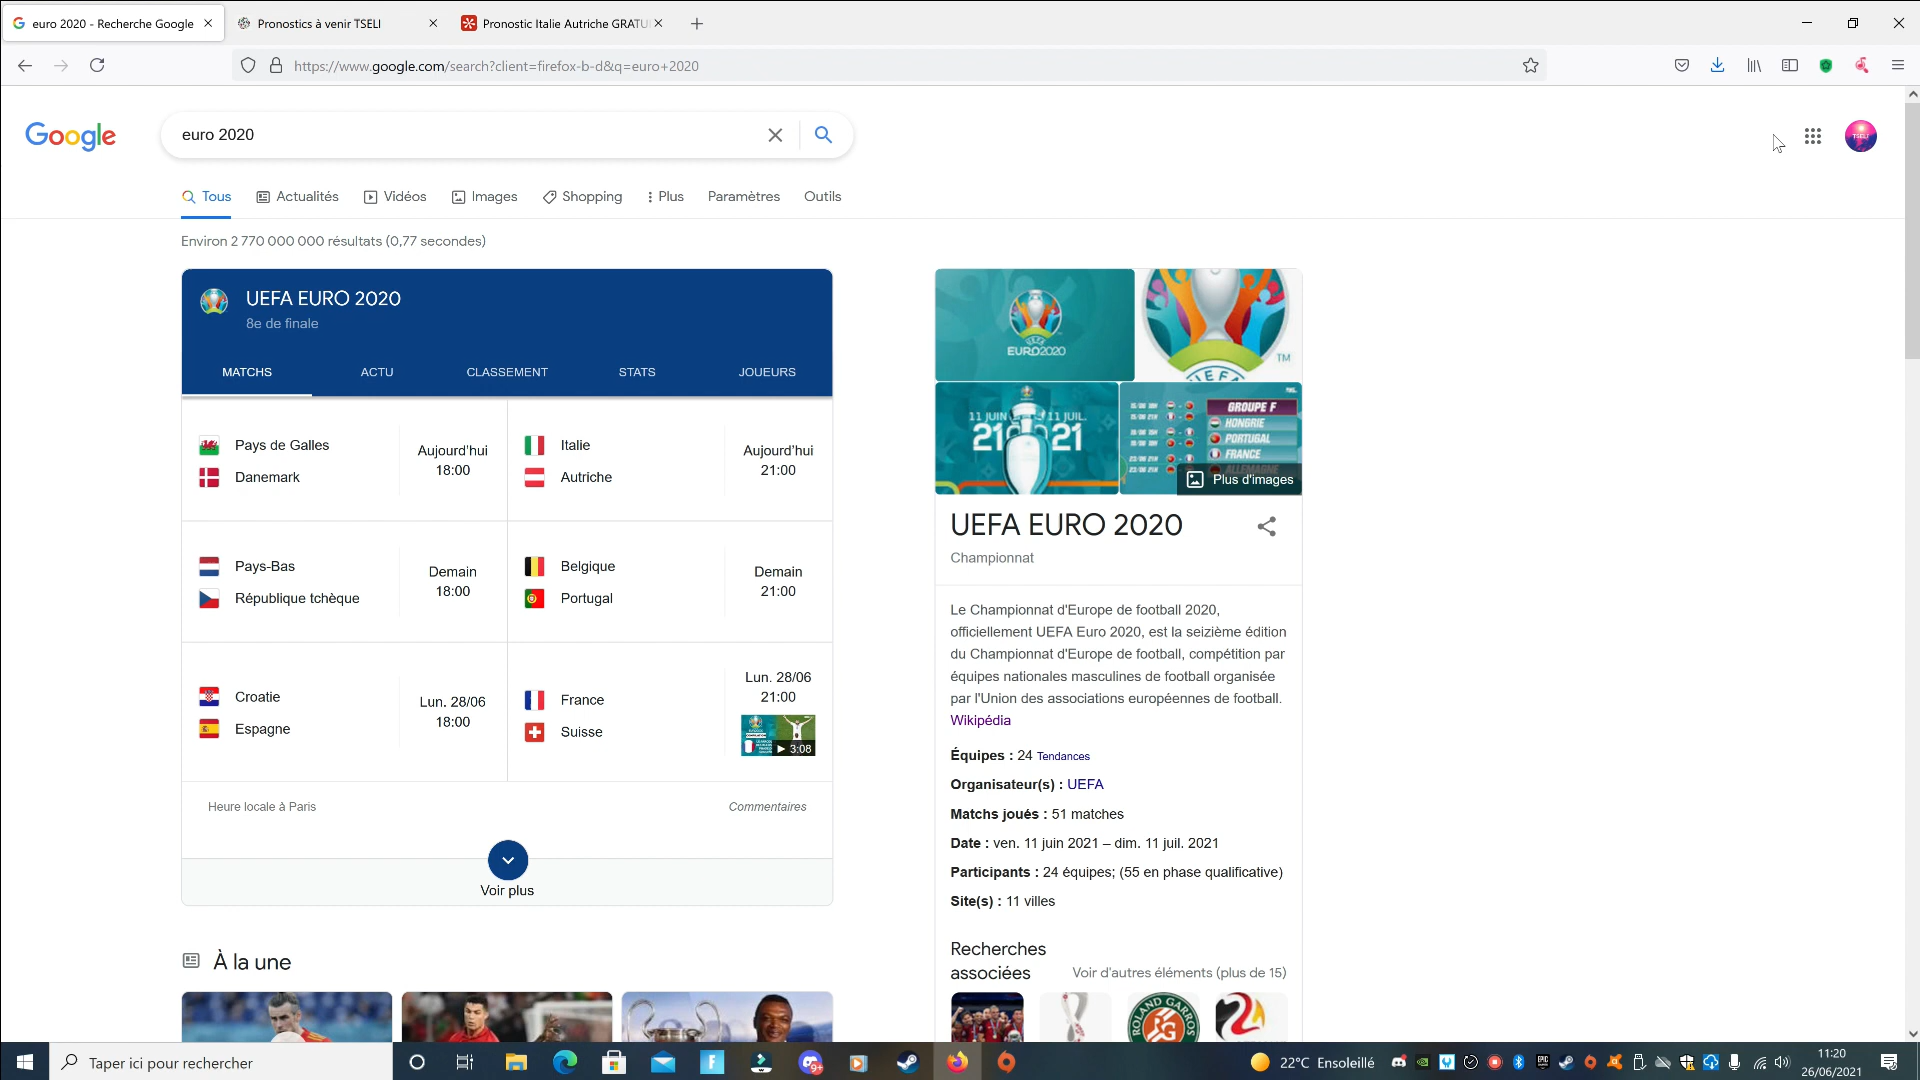 euro 2020 - Recherche Google
Pronostics à venir TSELI
Pronostic Italie Autriche GRATU
https://www.google.com/search?client=firefox-b-d&q=euro+2020
Google
euro 2020
TSELI
Tous
Actualités
Vidéos
Images
Shopping
Plus
Paramètres
Outils
Environ 2 770 000 000 résultats (0,77 secondes)
UEFA EURO 2020
8e de finale
MATCHS
ACTU
CLASSEMENT
STATS
JOUEURS
Pays de Galles
Danemark
Aujourd'hui
18:00
Italie
Autriche
Aujourd'hui
21:00
Pays-Bas
République tchèque
Demain
18:00
Belgique
Portugal
Demain
21:00
Croatie
Espagne
Lun. 28/06
18:00
France
Suisse
Lun. 28/06
21:00
3:08
Heure locale à Paris
Commentaires
Voir plus
À la une
EURO2020
UEFA
TM
11 JUIN
11 JUIL.
21
21
GROUPE F
HONGRIE
PORTUGAL
FRANCE
ALLEMAGNE
Plus d'images
UEFA EURO 2020
Championnat
Le Championnat d'Europe de football 2020,
officiellement UEFA Euro 2020, est la seizième édition
du Championnat d'Europe de football, compétition par
équipes nationales masculines de football organisée
par l'Union des associations européennes de football.
Wikipédia
Équipes : 24 Tendances
Organisateur(s) : UEFA
Matchs joués : 51 matches
Date : ven. 11 juin 2021 – dim. 11 juil. 2021
Participants : 24 équipes; (55 en phase qualificative)
Site(s) : 11 villes
Recherches
associées
Voir d'autres éléments (plus de 15)
ROLAND GARROS
Taper ici pour rechercher
9+
22°C Ensoleillé
11:20
26/06/2021